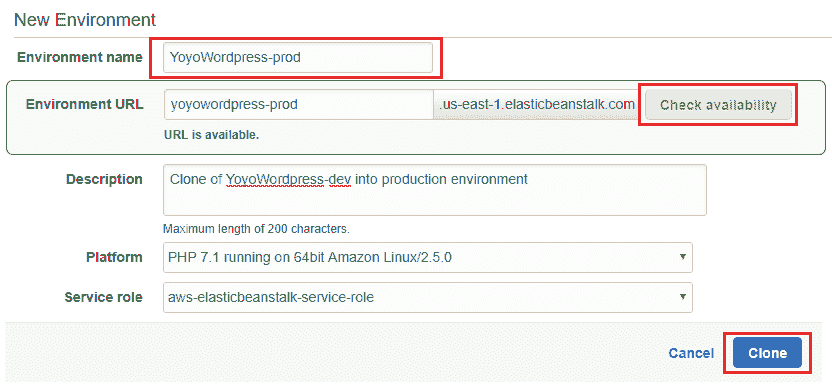 New Environment
Environment name YoyoWordpress-prod
Environment URL yoyowordpress-prod .us-east-1.elasticbeanstalk.com Check availability
URL is available.
Description Clone of YoyoWordpress-dev into production environment
Maximum length of 200 characters.
Platform PHP 7.1 running on 64bit Amazon Linux/2.5.0
Service role aws-elasticbeanstalk-service-role
Cancel Clone